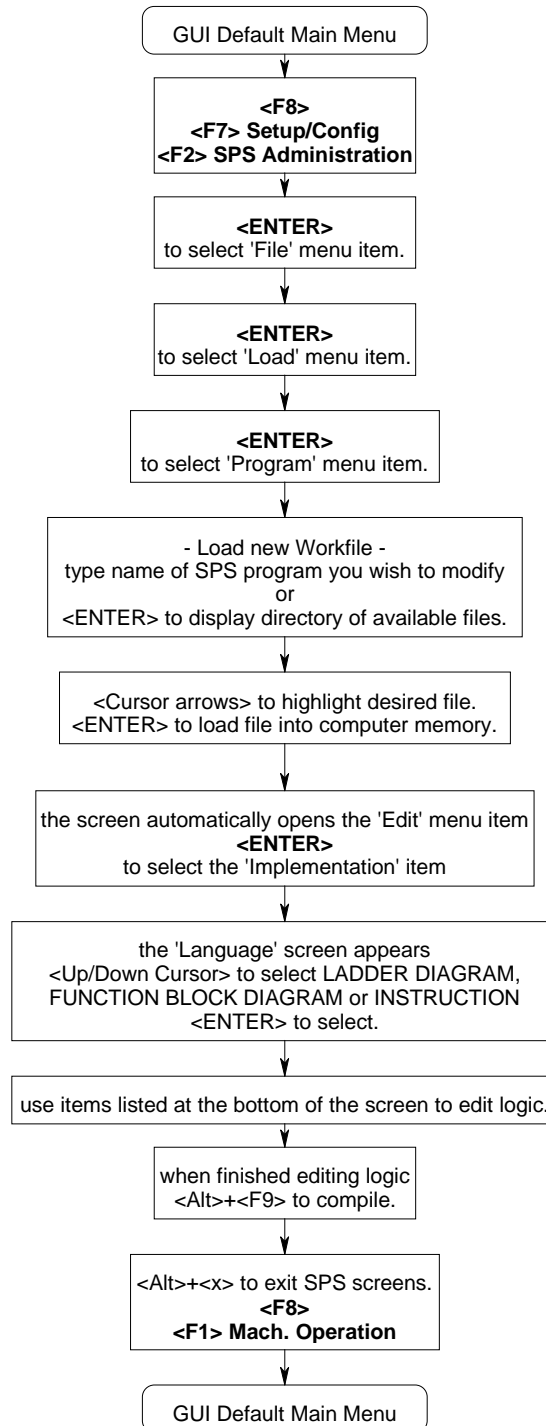 GUI Default Main Menu
<F8>
<F7> Setup/Config
<F2> SPS Administration
<ENTER>
to select 'File' menu item.
<ENTER>
to select 'Load' menu item.
<ENTER>
to select 'Program' menu item.
- Load new Workfile -
type name of SPS program you wish to modify
or
<ENTER> to display directory of available files.
<Cursor arrows> to highlight desired file.
<ENTER> to load file into computer memory.
the screen automatically opens the 'Edit' menu item
<ENTER>
to select the 'Implementation' item
the 'Language' screen appears
<Up/Down Cursor> to select LADDER DIAGRAM,
FUNCTION BLOCK DIAGRAM or INSTRUCTION
<ENTER> to select.
use items listed at the bottom of the screen to edit logic.
when finished editing logic
<Alt>+<F9> to compile.
<Alt>+<x> to exit SPS screens.
<F8>
<F1> Mach. Operation
GUI Default Main Menu